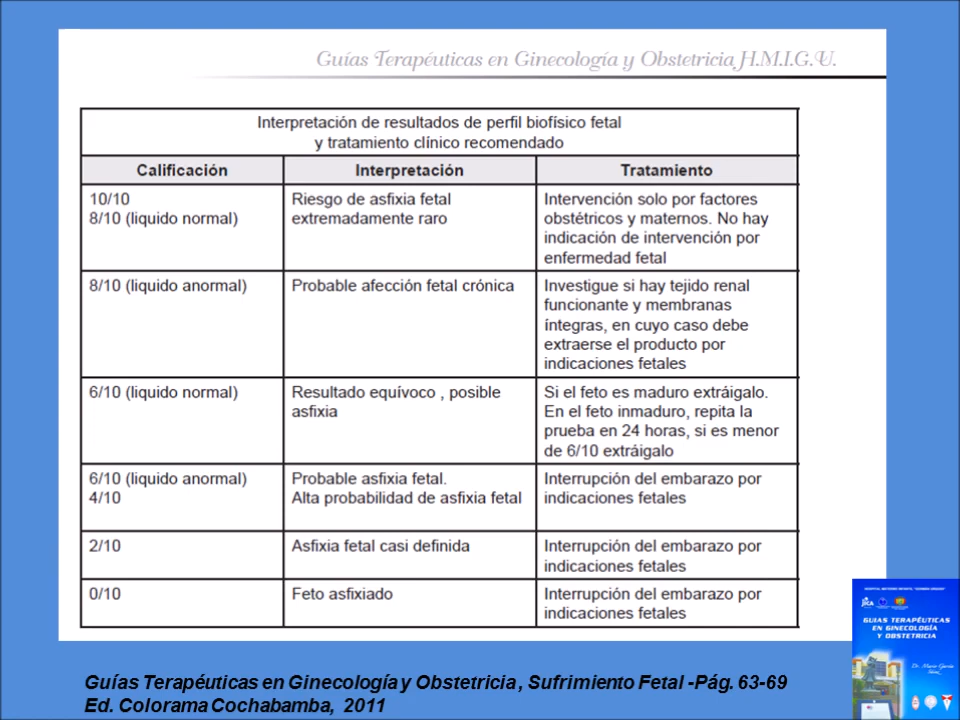 Guías Terapéuticas en Ginecología y Obstetricia H.M.I.G.U.
Interpretación de resultados de perfil biofísico fetal
y tratamiento clínico recomendado
Calificación
Interpretación
Tratamiento
10/10
8/10 (liquido normal)
Riesgo de asfixia fetal
extremadamente raro
Intervención solo por factores
obstétricos y maternos. No hay
indicación de intervención por
enfermedad fetal
8/10 (liquido anormal)
Probable afección fetal crónica
Investigue si hay tejido renal
funcionante y membranas
íntegras, en cuyo caso debe
extraerse el producto por
indicaciones fetales
6/10 (liquido normal)
Resultado equívoco , posible
asfixia
Si el feto es maduro extráigalo.
En el feto inmaduro, repita la
prueba en 24 horas, si es menor
de 6/10 extráigalo
6/10 (liquido anormal)
4/10
Probable asfixia fetal.
Alta probabilidad de asfixia fetal
Interrupción del embarazo por
indicaciones fetales
2/10
Asfixia fetal casi definida
Interrupción del embarazo por
indicaciones fetales
0/10
Feto asfixiado
Interrupción del embarazo por
indicaciones fetales
jica
GUIAS TERAPÉUTICAS
EN GINECOLOGÍA
Y OBSTETRICIA
Dr. Mario García
Guías Terapéuticas en Ginecología y Obstetricia , Sufrimiento Fetal -Pág. 63-69
Ed. Colorama Cochabamba, 2011